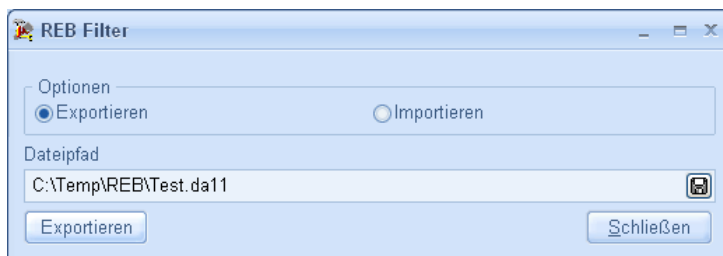 REB Filter
Optionen
Exportieren Importieren
Dateipfad
C:\Temp\REB\Test.da11
Exportieren Schließen